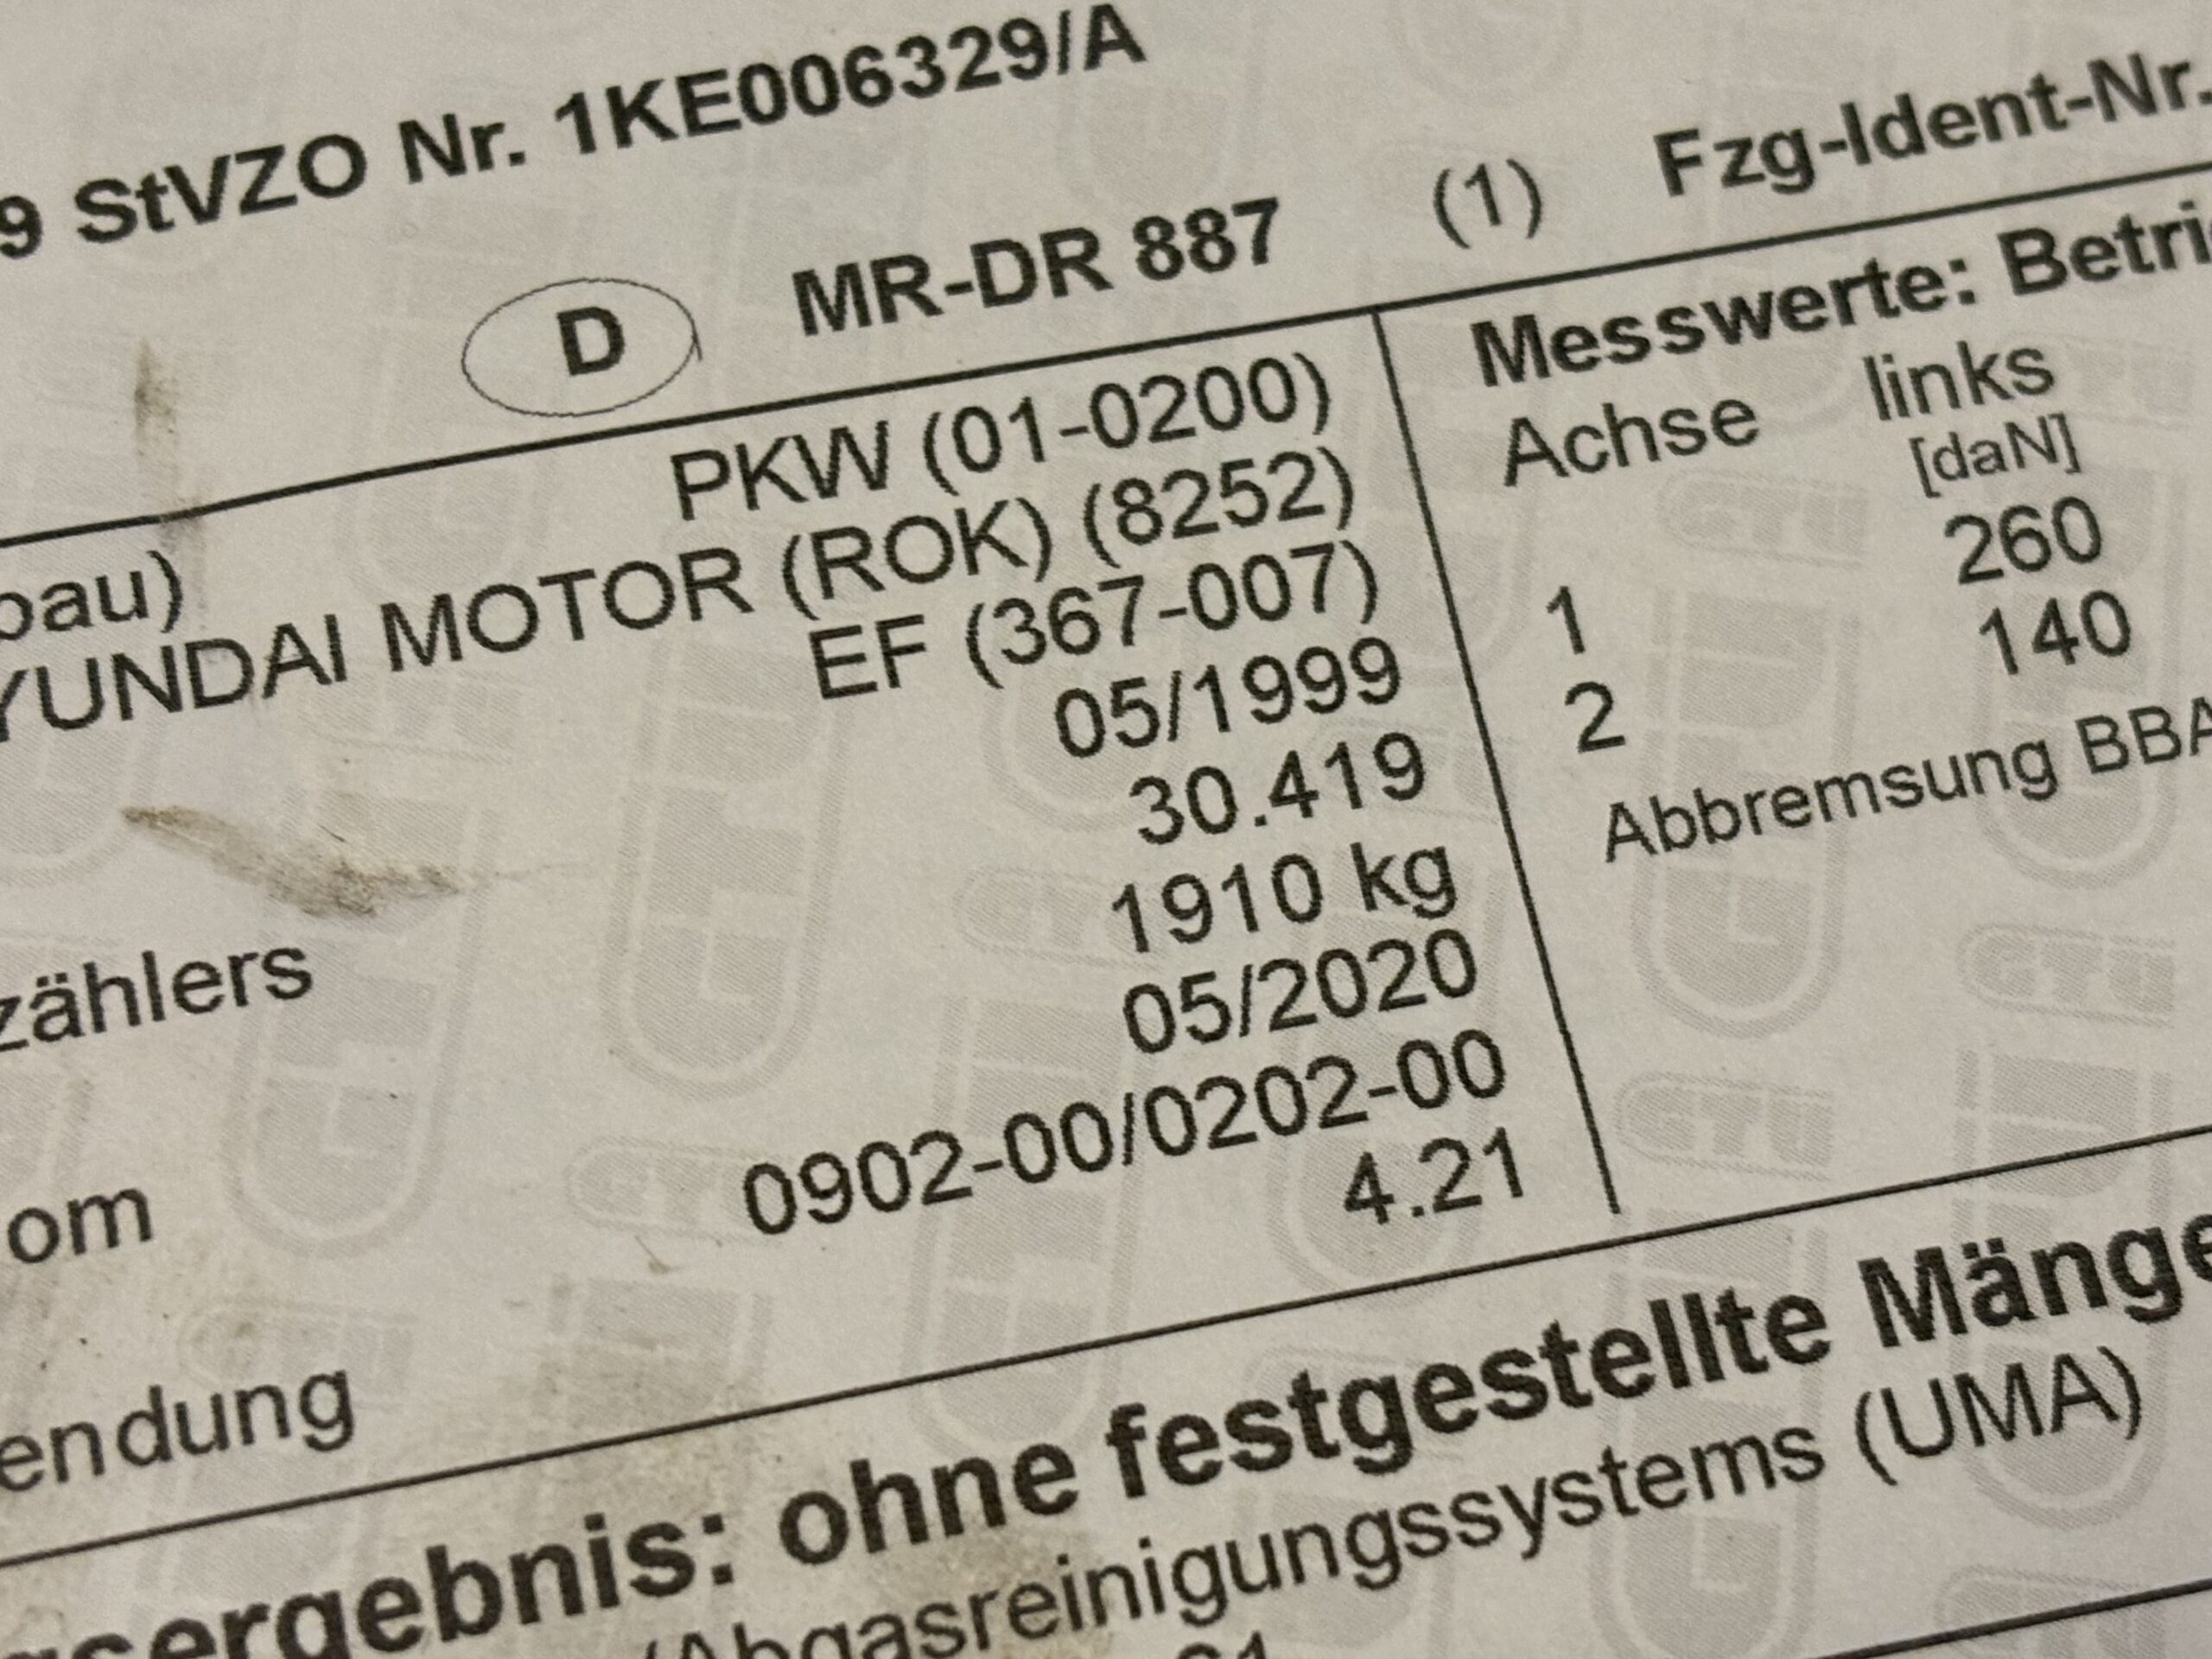 9 StVZO Nr. 1KE006329/A
D MR-DR 887 (1) Fzg-Ident-Nr.
PKW (01-0200)
bau)
YUNDAI MOTOR (ROK) (8252)
EF (367-007)
05/1999
30.419
zählers
1910 kg
05/2020
om
0902-00/0202-00
4.21
endung
Messwerte: Betri
Achse links
[daN]
1 260
2 140
Abbremsung BBA
gsergebnis: ohne festgestellte Mänge
(Abgasreinigungssystems (UMA)